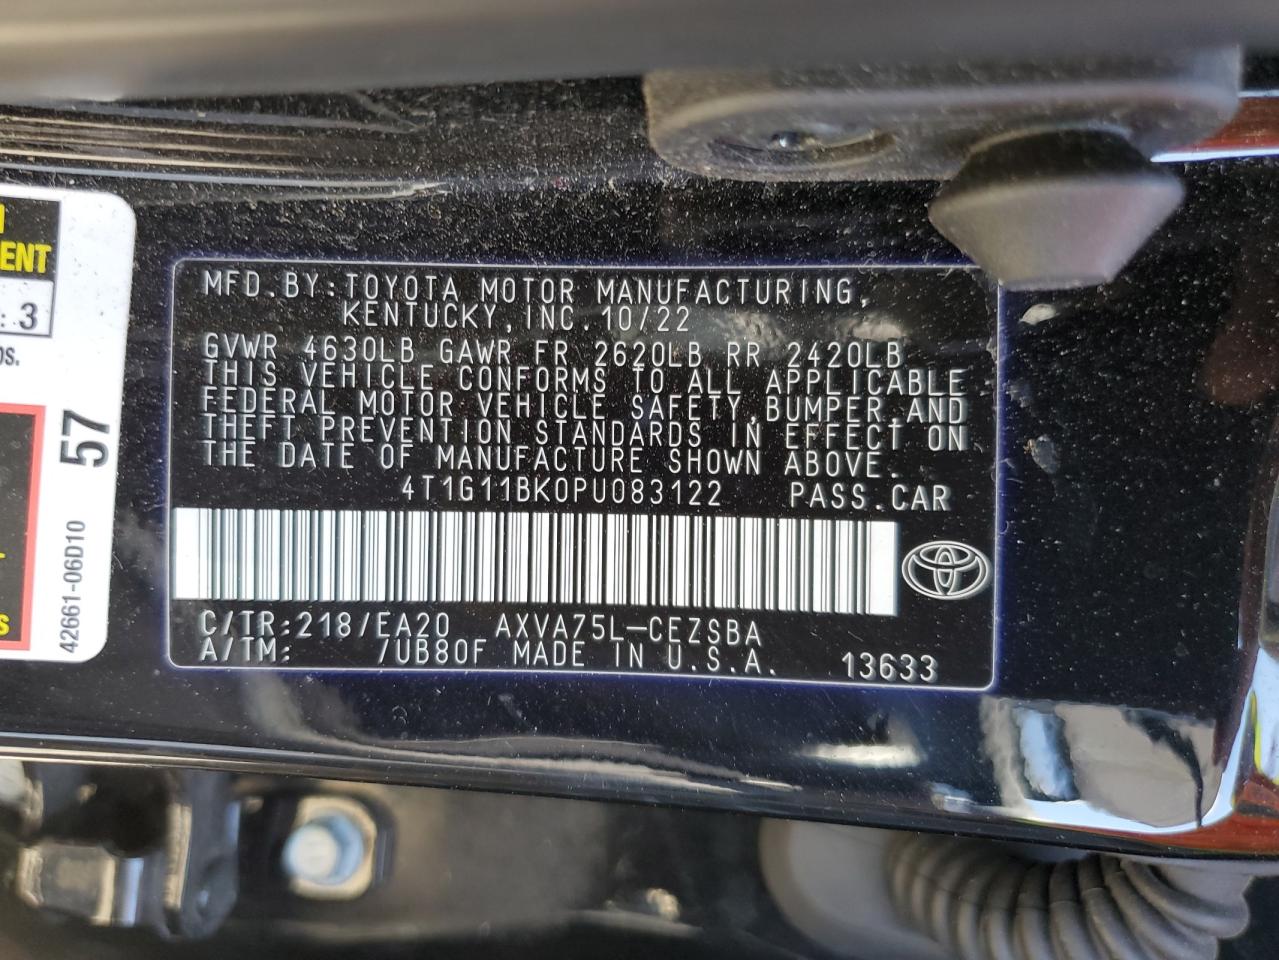 ENT
: 3
OS.
57
42661-06D10
s
MFD.BY:TOYOTA MOTOR MANUFACTURING,
KENTUCKY,INC.10/22
GVWR 4630LB GAWR FR 2620LB RR 2420LB
THIS VEHICLE CONFORMS TO ALL APPLICABLE
FEDERAL MOTOR VEHICLE SAFETY,BUMPER,AND
THEFT PREVENTION STANDARDS IN EFFECT ON
THE DATE OF MANUFACTURE SHOWN ABOVE.
4T1G11BK0PU083122 PASS.CAR
C/TR:218/EA20 AXVA75L-CEZSBA
A/TM: /UB80F MADE IN U.S.A. 13633